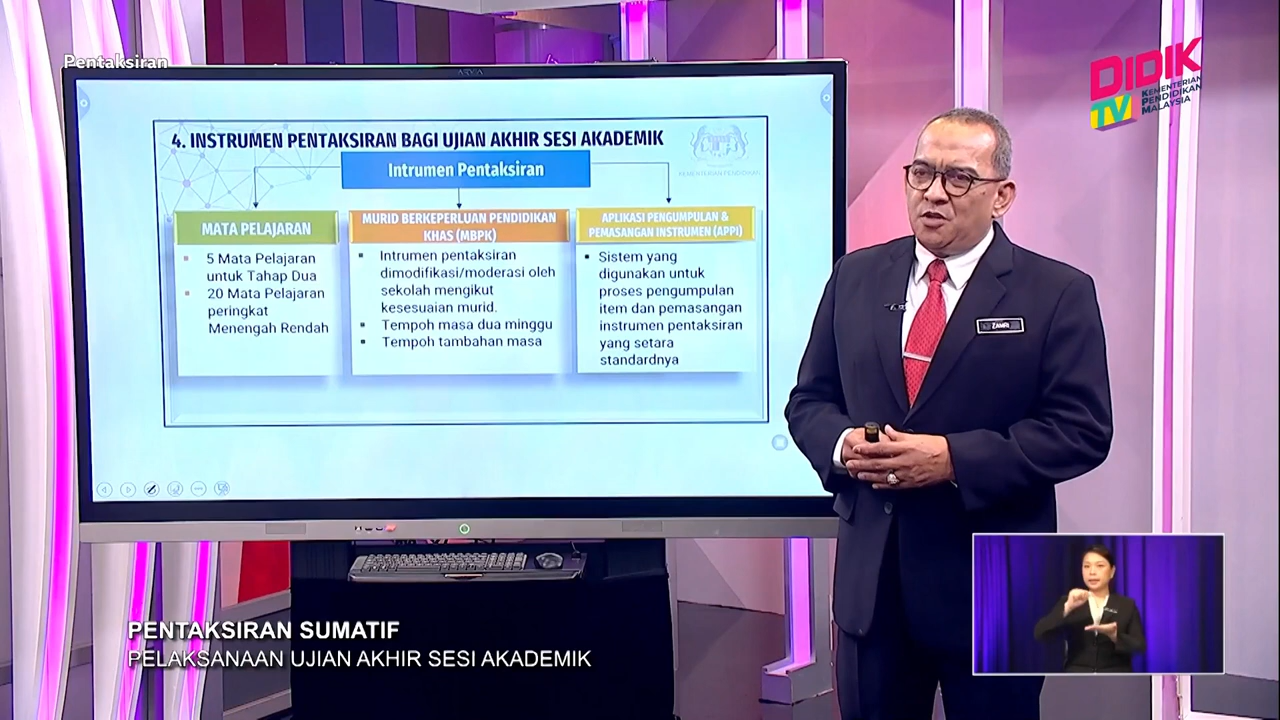 Pentaksiran
DIDIK
TV
KEMENTERIAN
PENDIDIKAN
MALAYSIA
4. INSTRUMEN PENTAKSIRAN BAGI UJIAN AKHIR SESI AKADEMIK
KEMENTERIAN PENDIDIKAN
Intrumen Pentaksiran
MATA PELAJARAN
5 Mata Pelajaran
untuk Tahap Dua
20 Mata Pelajaran
peringkat
Menengah Rendah
MURID BERKEPERLUAN PENDIDIKAN
KHAS (MBPK)
Intrumen pentaksiran
dimodifikasi/moderasi oleh
sekolah mengikut
kesesuaian murid.
Tempoh masa dua minggu
Tempoh tambahan masa
APLIKASI PENGUMPULAN &
PEMASANGAN INSTRUMEN (APPI)
Sistem yang
digunakan untuk
proses pengumpulan
item dan pemasangan
instrumen pentaksiran
yang setara
standardnya
ZAMRI
PENTAKSIRAN SUMATIF
PELAKSANAAN UJIAN AKHIR SESI AKADEMIK